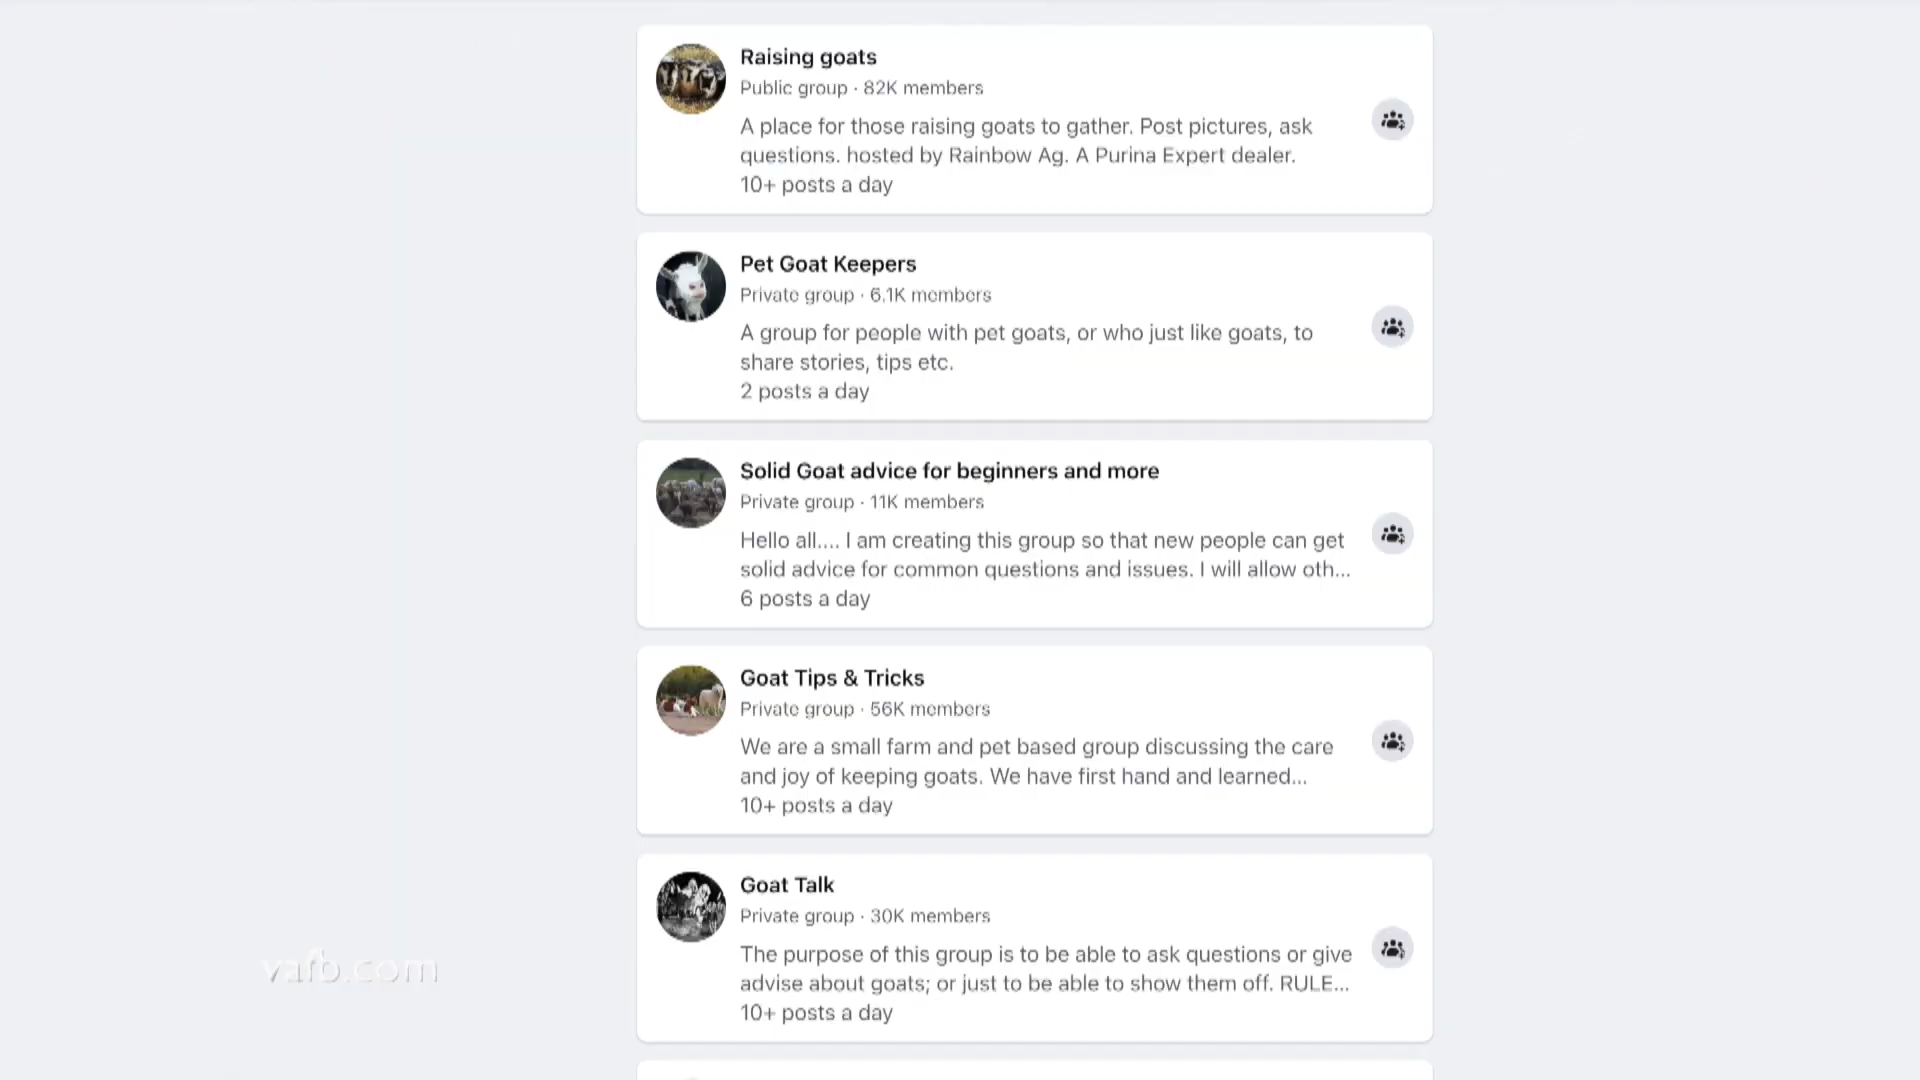 Raising goats
Public group · 82K members
A place for those raising goats to gather. Post pictures, ask
questions. hosted by Rainbow Ag. A Purina Expert dealer.
10+ posts a day
Pet Goat Keepers
Private group · 6.1K members
A group for people with pet goats, or who just like goats, to
share stories, tips etc.
2 posts a day
Solid Goat advice for beginners and more
Private group · 11K members
Hello all.... I am creating this group so that new people can get
solid advice for common questions and issues. I will allow oth...
6 posts a day
Goat Tips & Tricks
Private group · 56K members
We are a small farm and pet based group discussing the care
and joy of keeping goats. We have first hand and learned...
10+ posts a day
Goat Talk
Private group · 30K members
The purpose of this group is to be able to ask questions or give
advise about goats; or just to be able to show them off. RULE...
10+ posts a day
vafb.com